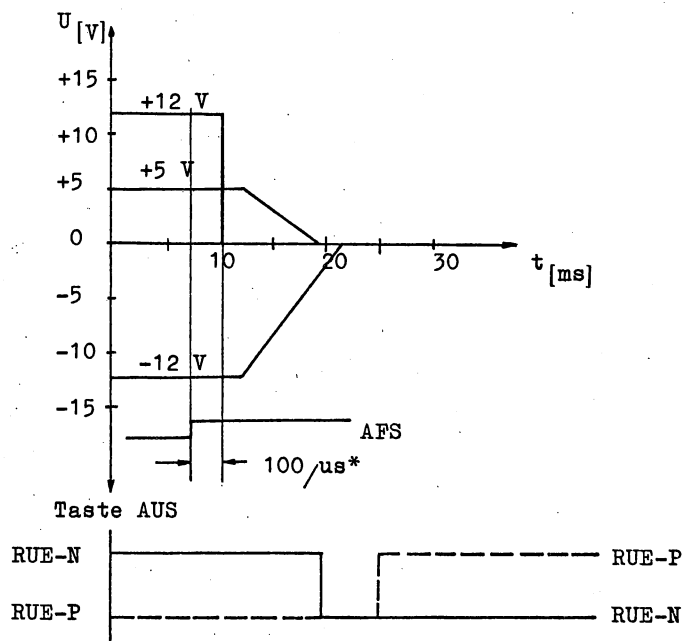 U [V]
+15
+12 V
+10
+5 V
+5
0
10 20 30
t [ms]
-5
-10
-12 V
-15
AFS
100/us*
Taste AUS
RUE-N RUE-P
RUE-P RUE-N